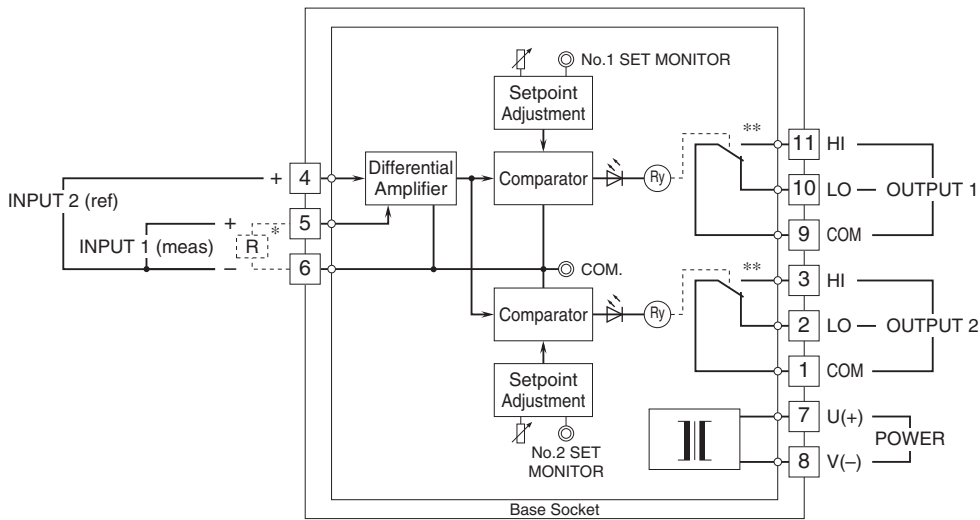 No.1 SET MONITOR
Setpoint
Adjustment
**
11 HI
4
+
Differential
Amplifier
Comparator
Ry
10 LO OUTPUT 1
INPUT 2 (ref)
+
5
*
R
INPUT 1 (meas)
9 COM
–
6
COM.
**
3 HI
Comparator
Ry
2 LO OUTPUT 2
Setpoint
Adjustment
1 COM
7 U(+)
POWER
No.2 SET
MONITOR
8 V(–)
Base Socket